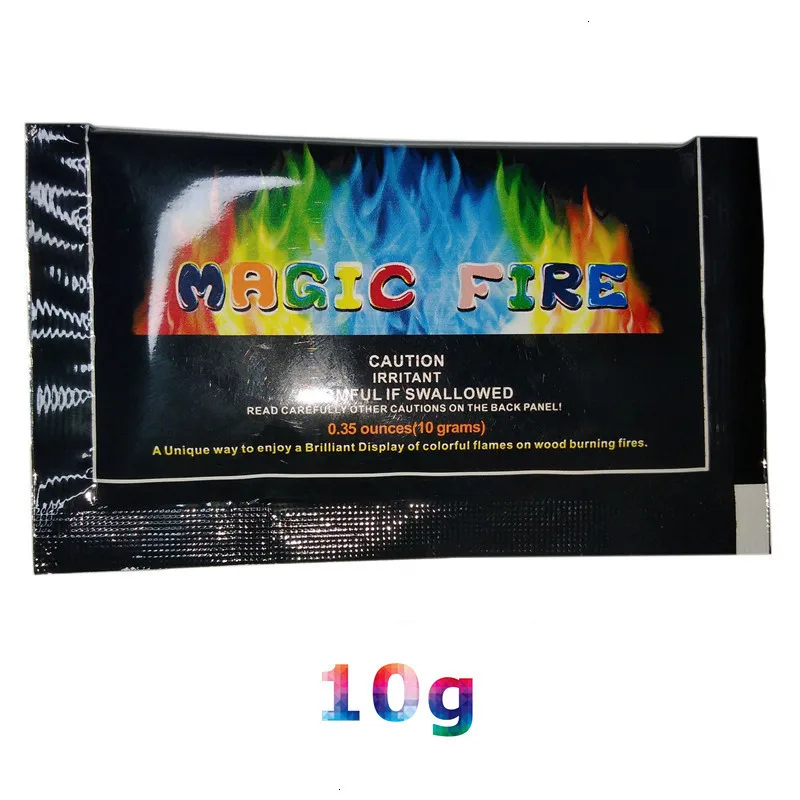 MAGIC FIRE
CAUTION
IRRITANT
IF SWALLOWED
READ CAREFULLY OTHER CAUTIONS ON THE BACK PANEL!
0.35 ounces(10 grams)
A Unique way to enjoy a Brilliant Display of colorful flames on wood burning fires.
10g